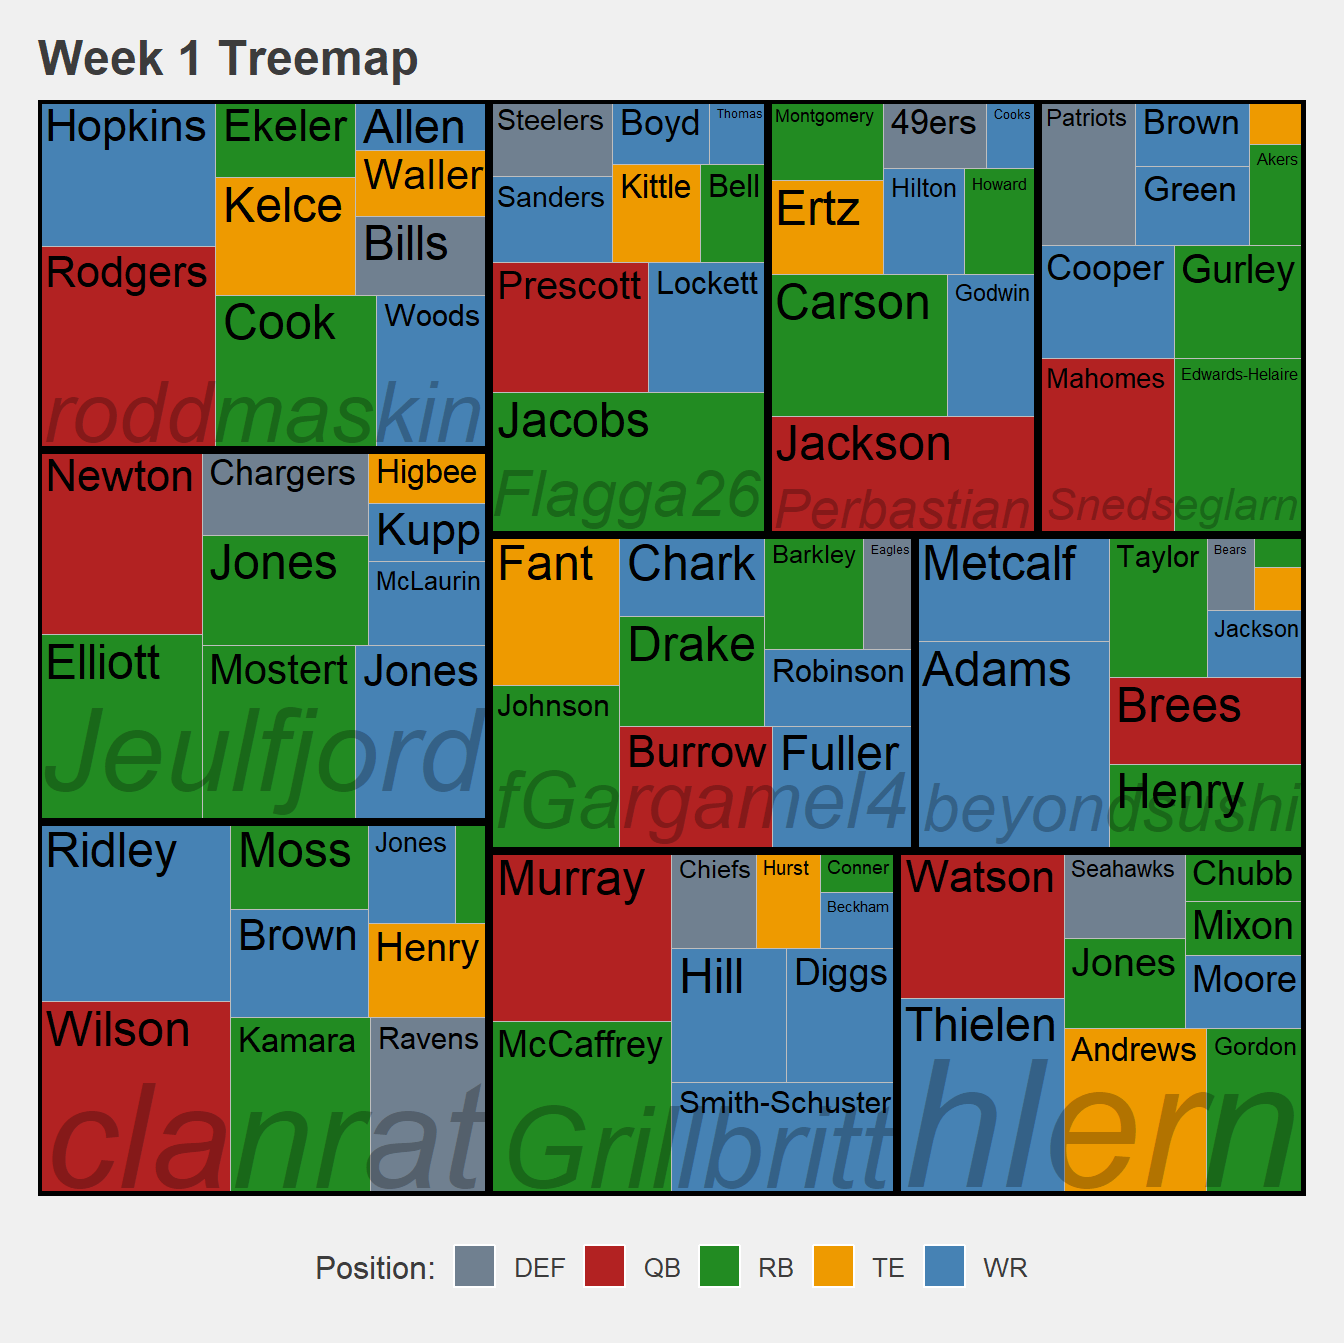 Week 1 Treemap
Hopkins
Ekeler
Allen
Waller
Kelce
Bills
Rodgers
Cook
Woods
roddmaskin
Steelers
Boyd
Thomas
Sanders
Kittle
Bell
Prescott
Lockett
Jacobs
Flagga26
Montgomery
49ers
Cooks
Ertz
Hilton
Howard
Carson
Godwin
Jackson
Perbastian
Patriots
Brown
Akers
Green
Cooper
Gurley
Mahomes
Edwards-Helaire
Snedseglarn
Newton
Chargers
Higbee
Kupp
Jones
McLaurin
Elliott
Mostert
Jones
Jeulfjord
Fant
Chark
Barkley
Eagles
Drake
Robinson
Johnson
Burrow
Fuller
fGargamel4
Metcalf
Taylor
Bears
Jackson
Adams
Brees
Henry
beyondsushi
Ridley
Moss
Jones
Brown
Henry
Wilson
Kamara
Ravens
clanrat
Murray
Chiefs
Hurst
Conner
Beckham
Hill
Diggs
McCaffrey
Smith-Schuster
Grillbritt
Watson
Seahawks
Chubb
Mixon
Jones
Moore
Thielen
Andrews
Gordon
hlern
Position: DEF QB RB TE WR